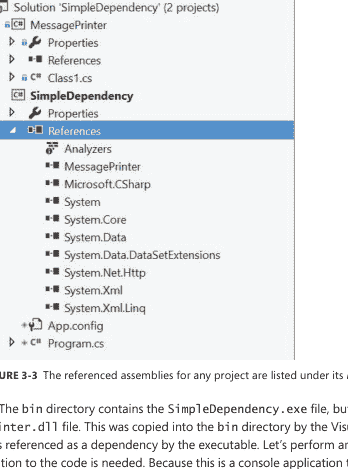 Solution 'SimpleDependency' (2 projects)
MessagePrinter
Properties
References
Class1.cs
SimpleDependency
Properties
References
Analyzers
MessagePrinter
Microsoft.CSharp
System
System.Core
System.Data
System.Data.DataSetExtensions
System.Net.Http
System.Xml
System.Xml.Linq
App.config
Program.cs
URE 3-3 The referenced assemblies for any project are listed under its
The bin directory contains the SimpleDependency.exe file, bu
inter.dll file. This was copied into the bin directory by the Visu
s referenced as a dependency by the executable. Let's perform an
tion to the code is needed. Because this is a console application t